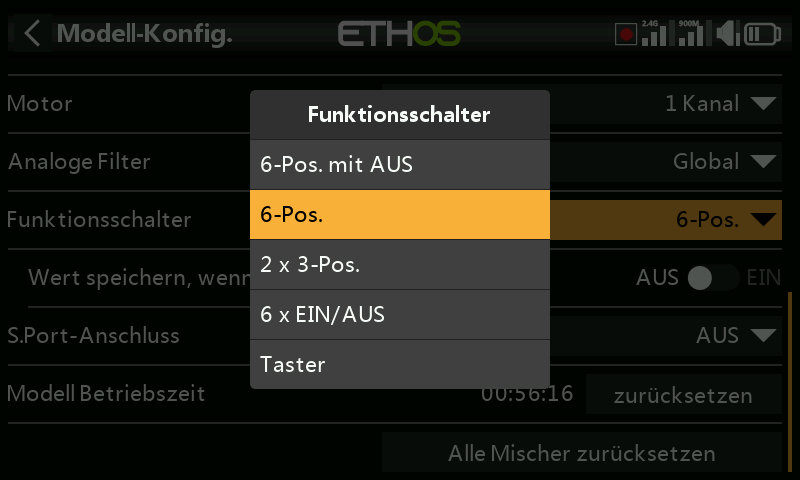 Modell-Konfig.
ETHOS
2.4G
900M
Motor
1 Kanal
Analoge Filter
Global
Funktionsschalter
6-Pos.
Wert speichern, wenn
AUS
EIN
S.Port-Anschluss
AUS
Modell Betriebszeit
00:56:16
zurücksetzen
Alle Mischer zurücksetzen
Funktionsschalter
6-Pos. mit AUS
6-Pos.
2 x 3-Pos.
6 x EIN/AUS
Taster